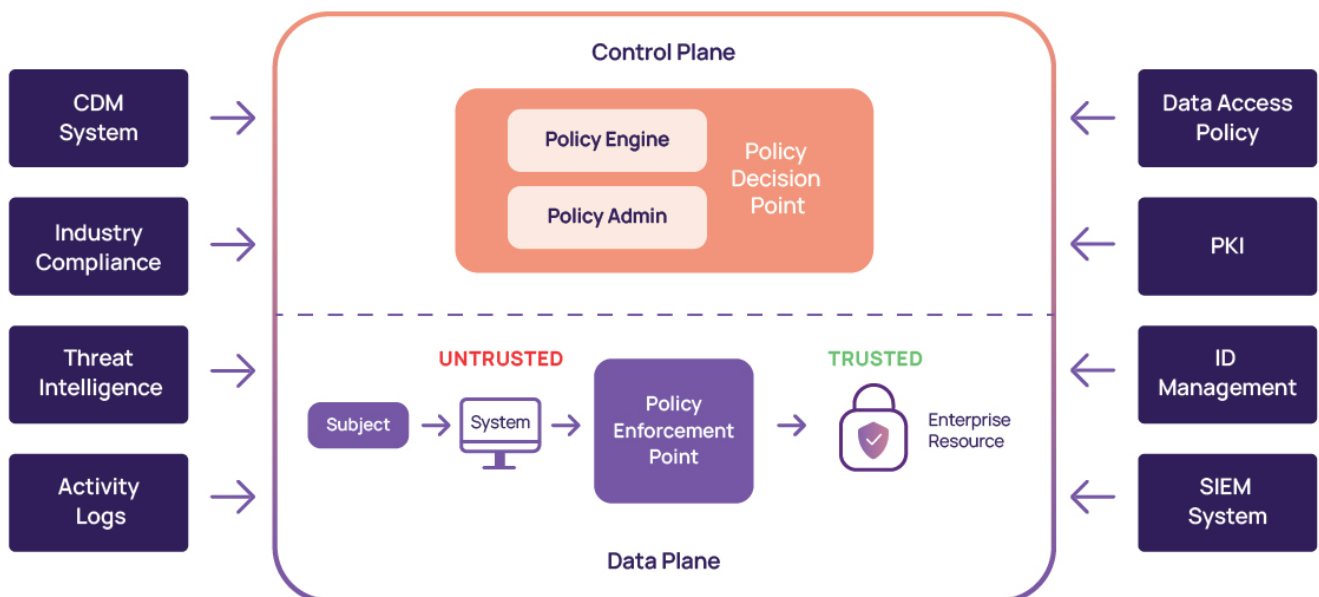 Control Plane
CDM
System
Industry
Compliance
Threat
Intelligence
Activity
Logs
Policy Engine
Policy Admin
Policy
Decision
Point
UNTRUSTED
TRUSTED
Subject
System
Policy
Enforcement
Point
Enterprise
Resource
Data Plane
Data Access
Policy
PKI
ID
Management
SIEM
System